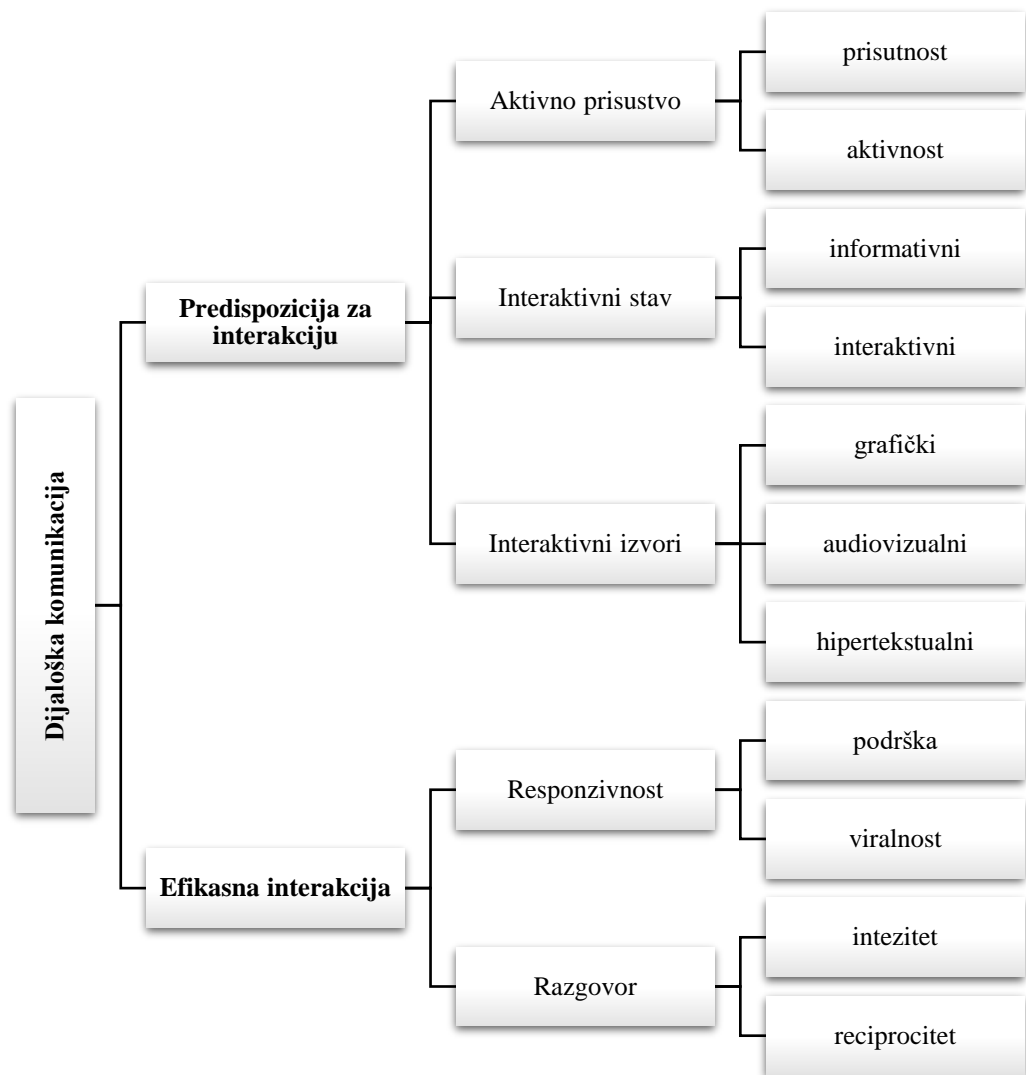 Dijaloška komunikacija
Predispozicija za
interakciju
Aktivno prisustvo
prisutnost
aktivnost
Interaktivni stav
informativni
interaktivni
Interaktivni izvori
grafički
audiovizualni
hipertekstualni
Efikasna interakcija
Responzivnost
podrška
viralnost
Razgovor
intezitet
reciprocitet